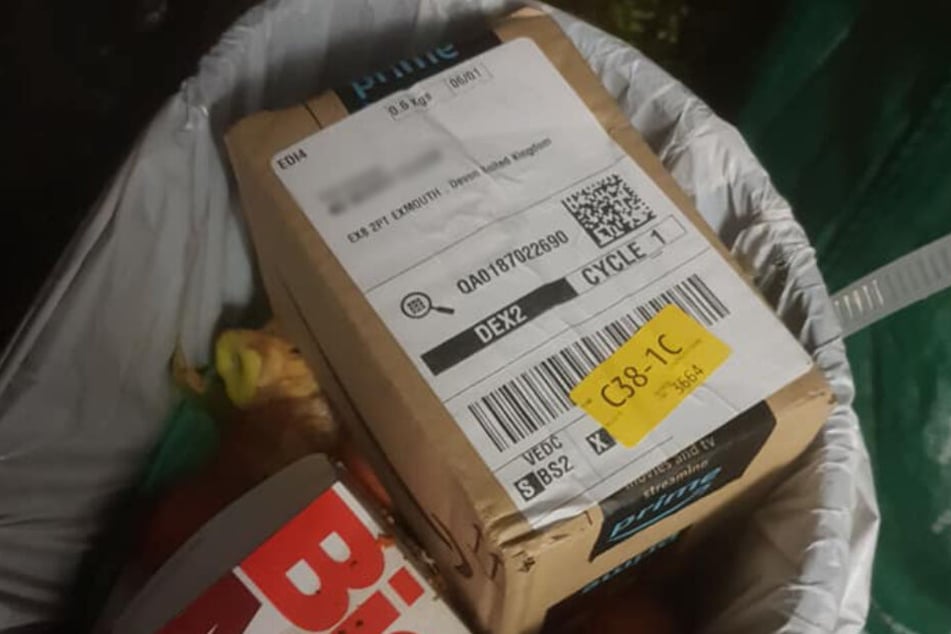 prime
0.6 Kgs 06/01
EDI4
EX8 2PT EXMOUTH , Devon United Kingdom
QA0187022690
DEX2 CYCLE_1
C38-1C
3664
VEDC
S BS2 X
movies and tv
streaming
prime